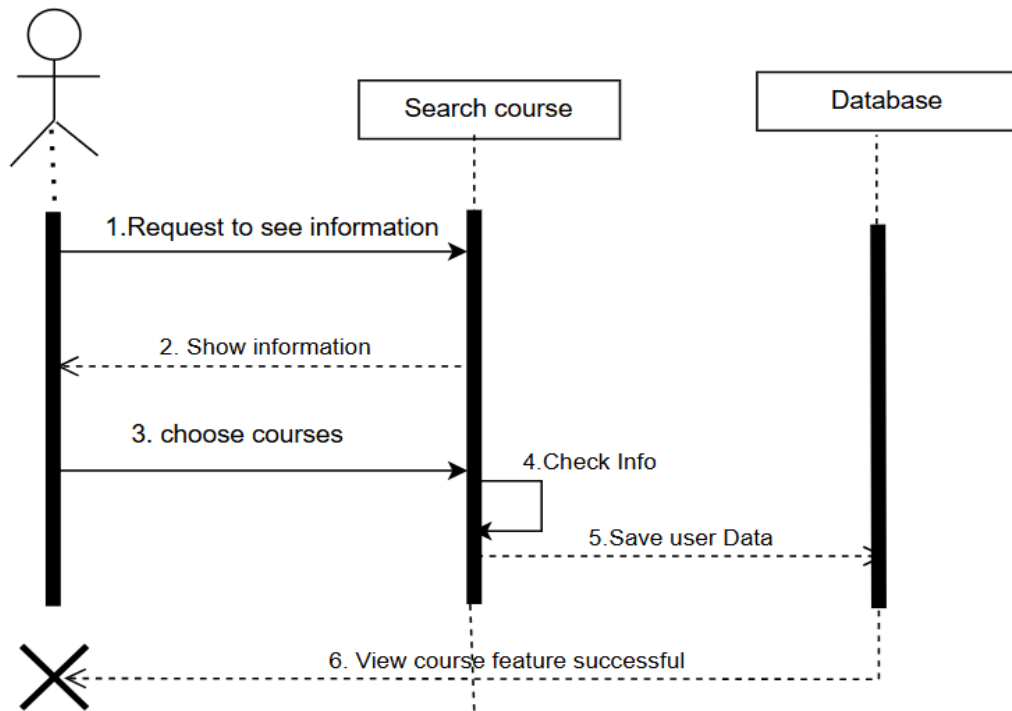 Search course
Database
1.Request to see information
2. Show information
3. choose courses
4.Check Info
5.Save user Data
6. View course feature successful